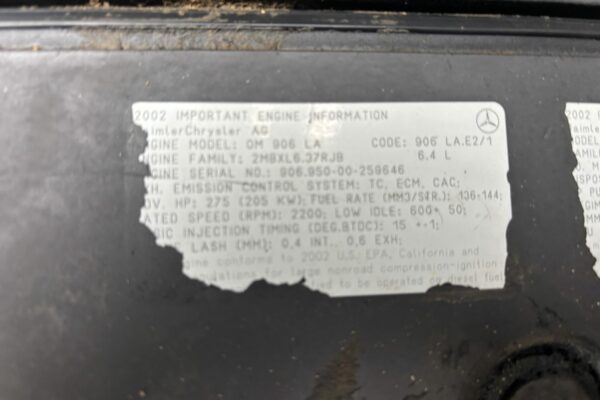 2002 IMPORTANT ENGINE INFORMATION
aimlerChrysler AG
GINE MODEL: OM 906 LA CODE: 906 LA.E2/1
GINE FAMILY: 2MBXL6.37RJB 6.4 L
GINE SERIAL NO.: 906.950-00-259646
XH. EMISSION CONTROL SYSTEM: TC, ECM, CAC;
OV. HP: 275 (205 KW); FUEL RATE (MM3/STR.) 136-144;
ATED SPEED (RPM): 2200; LOW IDLE: 600+ 50;
SIC INJECTION TIMING (DEG.BTDC): 15 +-1;
LASH (MM): 0,4 INT., 0,6 EXH;
gine conforms to 2002 U.S. EPA, California and
ulations for large nonroad compression-ignition
ed to be operated on diesel fuel